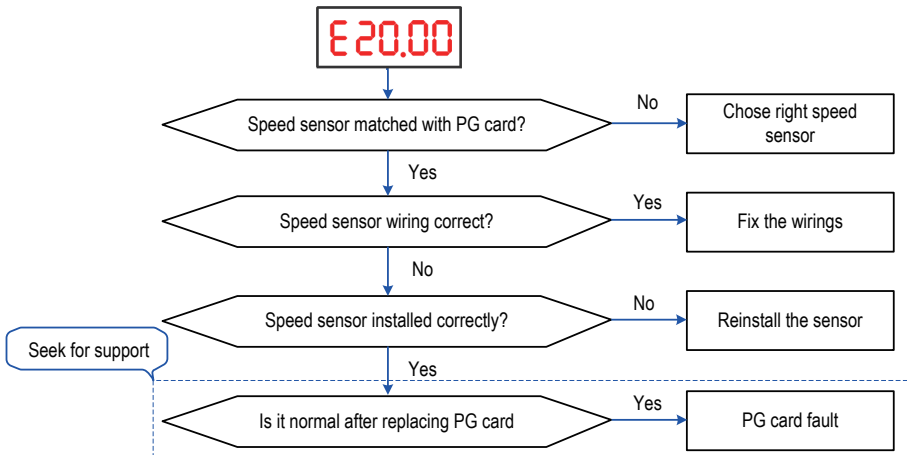 E20.00
Speed sensor matched with PG card?
No
Chose right speed
sensor
Yes
Speed sensor wiring correct?
Yes
Fix the wirings
No
Speed sensor installed correctly?
No
Reinstall the sensor
Seek for support
Yes
Is it normal after replacing PG card
Yes
PG card fault